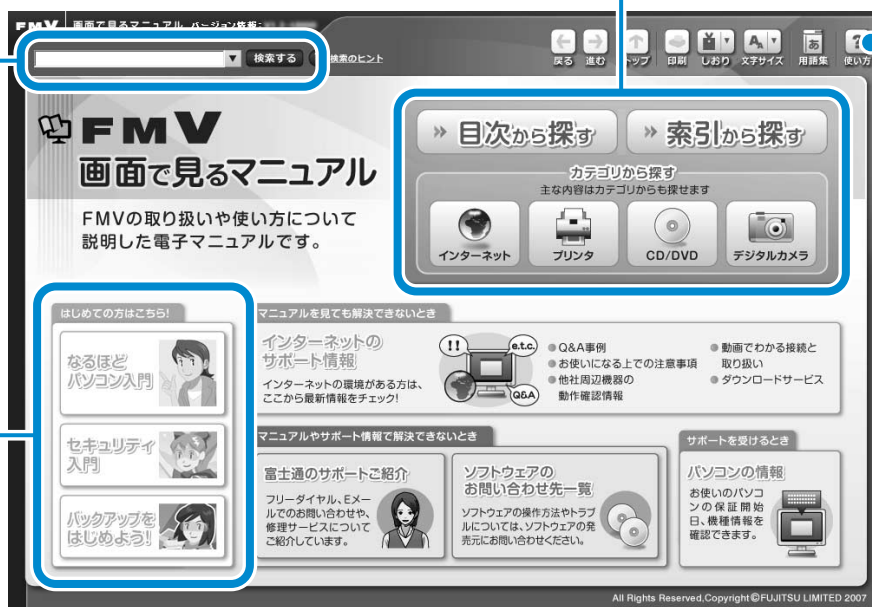 FMV 画面で見るマニュアル バージョン情報:
検索する 検索のヒント
戻る 進む トップ 印刷 しおり 文字サイズ 用語集 使い方
FMV
画面で見るマニュアル
FMVの取り扱いや使い方について
説明した電子マニュアルです。
目次から探す
索引から探す
カテゴリから探す
主な内容はカテゴリからも探せます
インターネット
プリンタ
CD/DVD
デジタルカメラ
はじめての方はこちら!
なるほど
パソコン入門
セキュリティ
入門
バックアップを
はじめよう!
マニュアルを見ても解決できないとき
インターネットの
サポート情報
インターネットの環境がある方は、
ここから最新情報をチェック!
!!
e.t.c.
Q&A
Q&A事例
お使いになる上での注意事項
他社周辺機器の
動作確認情報
動画でわかる接続と
取り扱い
ダウンロードサービス
マニュアルやサポート情報で解決できないとき
富士通のサポートご紹介
フリーダイヤル、Eメー
ルでのお問い合わせや、
修理サービスについて
ご紹介しています。
ソフトウェアの
お問い合わせ先一覧
ソフトウェアの操作方法やトラブ
ルについては、ソフトウェアの発
売元にお問い合わせください。
サポートを受けるとき
パソコンの情報
お使いのパソコ
ンの保証開始
日、機種情報を
確認できます。
All Rights Reserved,Copyright©FUJITSU LIMITED 2007